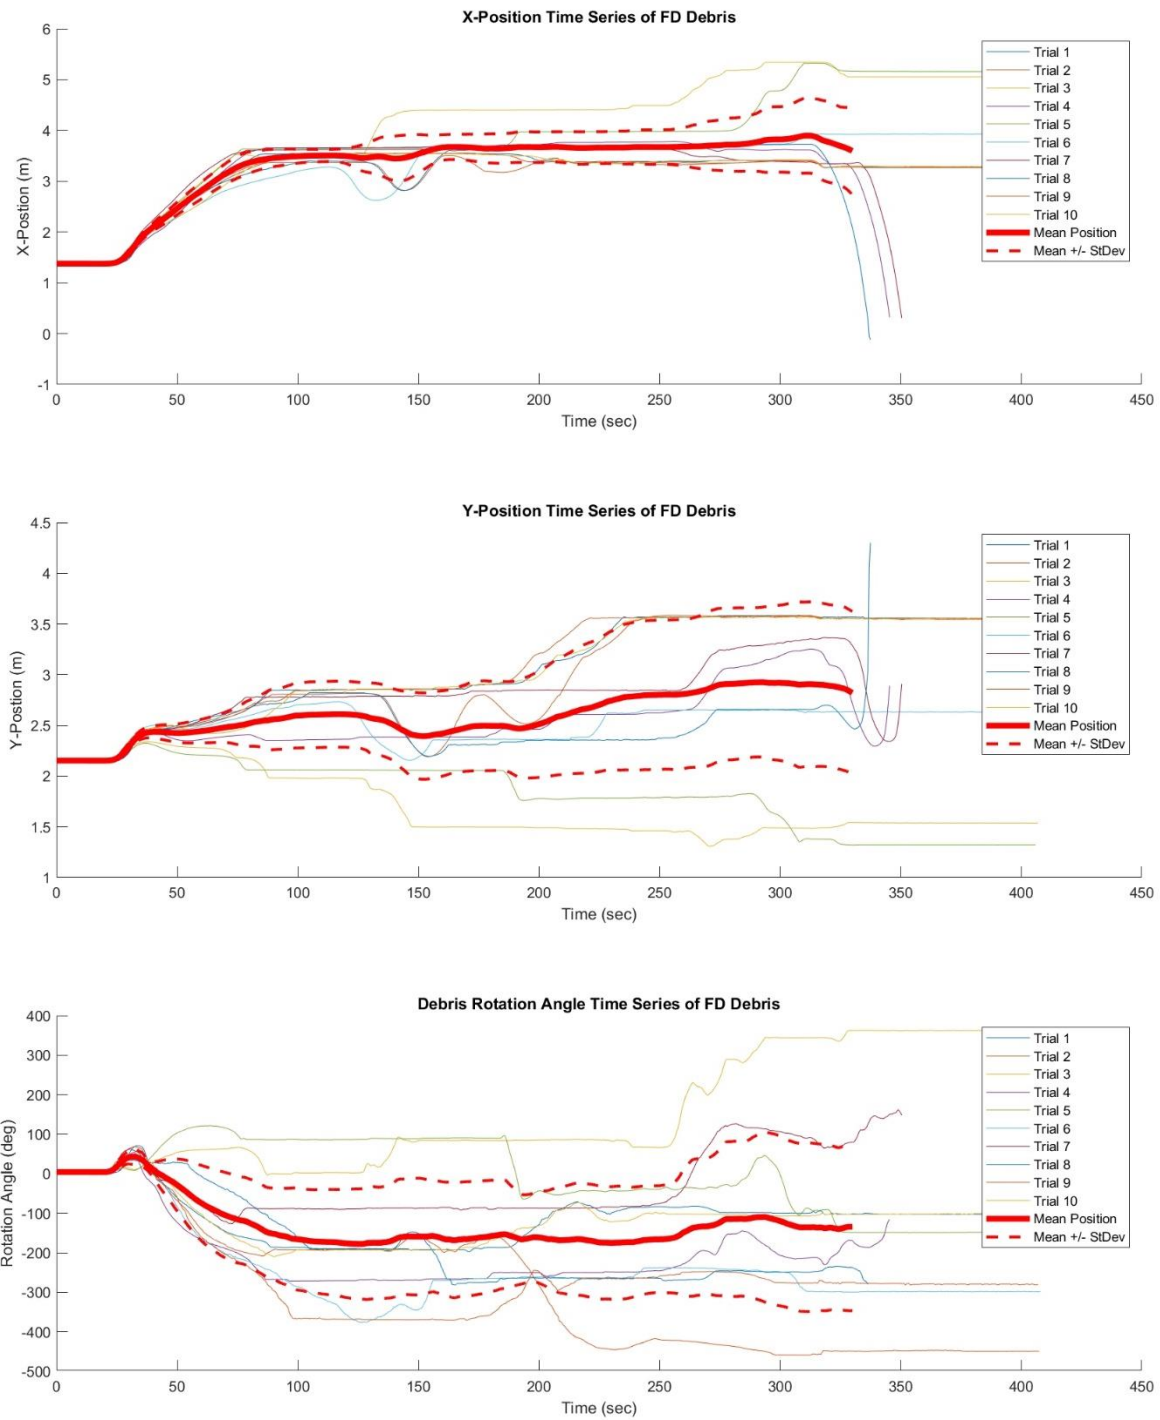 X-Position Time Series of FD Debris
6
5
4
3
2
1
0
-1
X-Postion (m)
0 50 100 150 200 250 300 350 400 450
Time (sec)
Trial 1
Trial 2
Trial 3
Trial 4
Trial 5
Trial 6
Trial 7
Trial 8
Trial 9
Trial 10
Mean Position
Mean +/- StDev
Y-Position Time Series of FD Debris
4.5
4
3.5
3
2.5
2
1.5
1
Y-Postion (m)
0 50 100 150 200 250 300 350 400 450
Time (sec)
Trial 1
Trial 2
Trial 3
Trial 4
Trial 5
Trial 6
Trial 7
Trial 8
Trial 9
Trial 10
Mean Position
Mean +/- StDev
Debris Rotation Angle Time Series of FD Debris
400
300
200
100
0
-100
-200
-300
-400
-500
Rotation Angle (deg)
0 50 100 150 200 250 300 350 400 450
Time (sec)
Trial 1
Trial 2
Trial 3
Trial 4
Trial 5
Trial 6
Trial 7
Trial 8
Trial 9
Trial 10
Mean Position
Mean +/- StDev